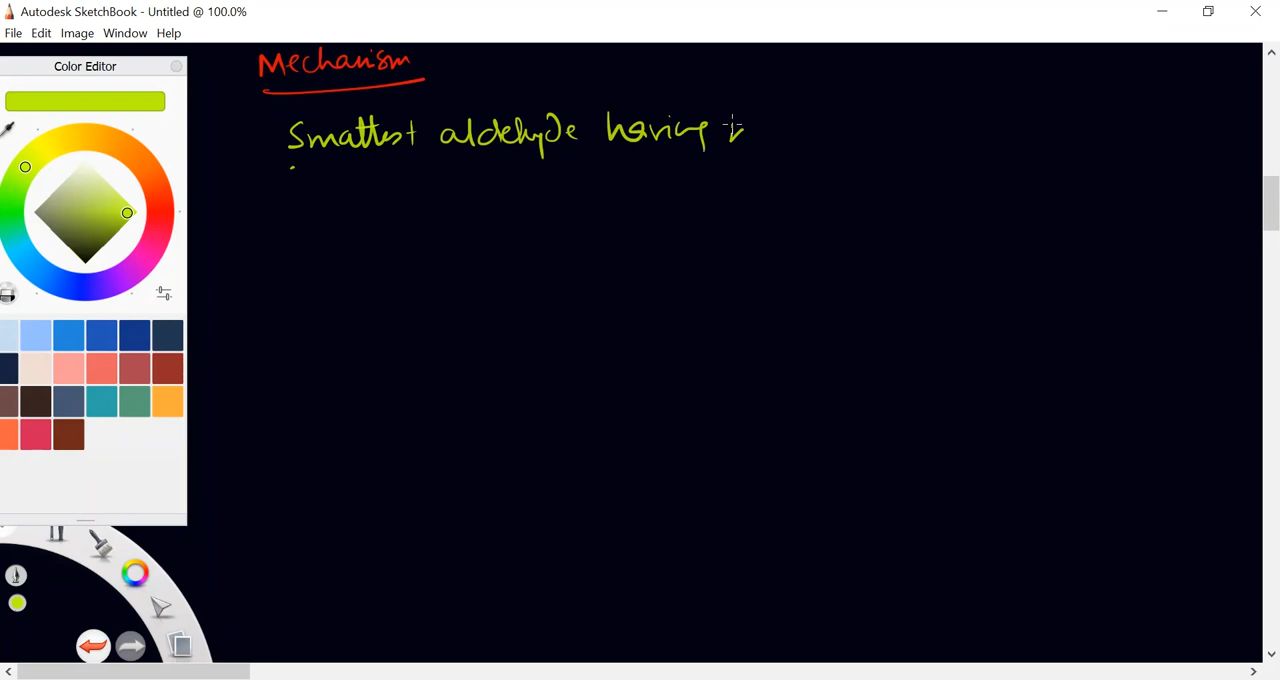 Autodesk SketchBook - Untitled @ 100.0%
File Edit Image Window Help
Color Editor
Mechanism
Smallest aldehyde having